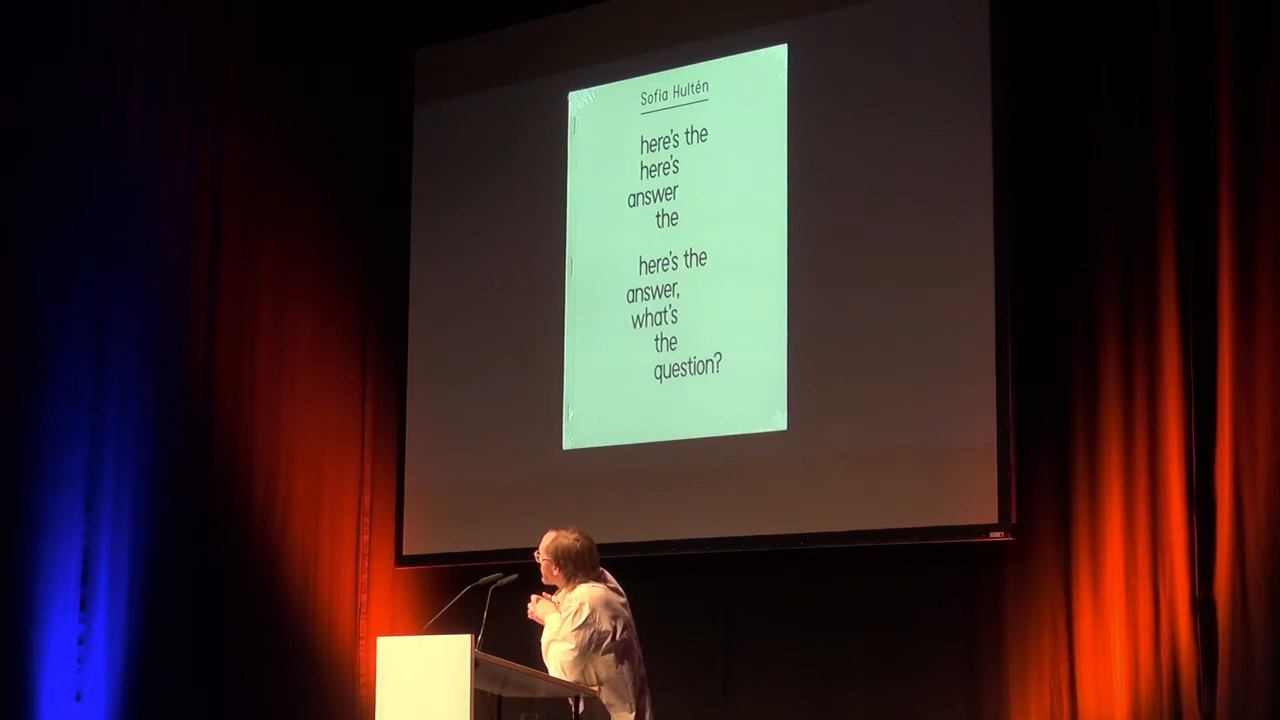 Sofia Hultén
here's the
here's
answer
the
here's the
answer,
what's
the
question?